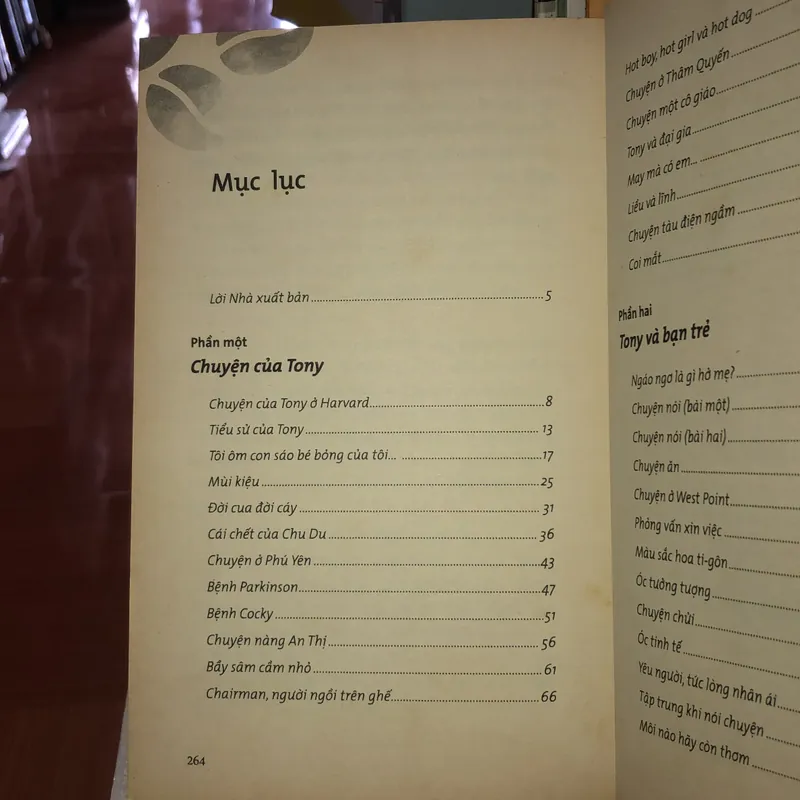 Mục lục
Lời Nhà xuất bản 5
Phần một
Chuyện của Tony
Chuyện của Tony ở Harvard 8
Tiểu sử của Tony 13
Tôi ôm con sáo bé bỏng của tôi... 17
Mùi kiệu 25
Đời cua đời cáy 31
Cái chết của Chu Du 36
Chuyện ở Phú Yên 43
Bệnh Parkinson 47
Bệnh Cocky 51
Chuyện nàng An Thị 56
Bầy sâm cầm nhỏ 61
Chairman, người ngồi trên ghế 66
264
Hot boy, hot girl và hot dog
Chuyện ở Thâm Quyến
Chuyện một cô giáo
Tony và đại gia
May mà có em...
Liều và lĩnh
Chuyện tàu điện ngầm
Coi mắt
Phần hai
Tony và bạn trẻ
Ngáo ngơ là gì hở mẹ?
Chuyện nói (bài một)
Chuyện nói (bài hai)
Chuyện ăn
Chuyện ở West Point
Phỏng vấn xin việc
Màu sắc hoa ti-gôn
Óc tưởng tượng
Chuyện chửi
Óc tinh tế
Yêu người, tức lòng nhân ái
Tập trung khi nói chuyện
Môi nào hãy còn thơm